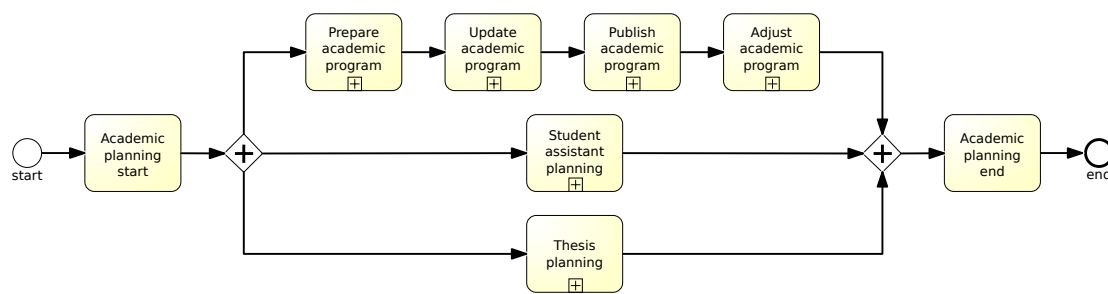 Prepare
academic
program
Update
academic
program
Publish
academic
program
Adjust
academic
program
start
Academic
planning
start
Student
assistant
planning
Academic
planning
end
end
Thesis
planning